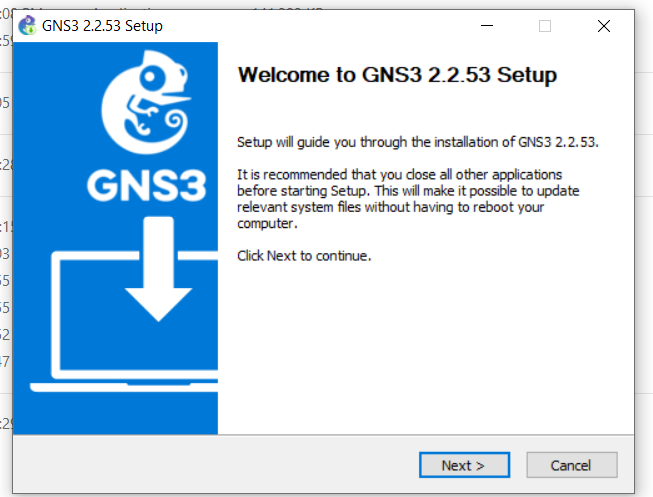 GNS3 2.2.53 Setup
Welcome to GNS3 2.2.53 Setup
Setup will guide you through the installation of GNS3 2.2.53.
It is recommended that you close all other applications
before starting Setup. This will make it possible to update
relevant system files without having to reboot your
computer.
Click Next to continue.
GNS3
Next >
Cancel